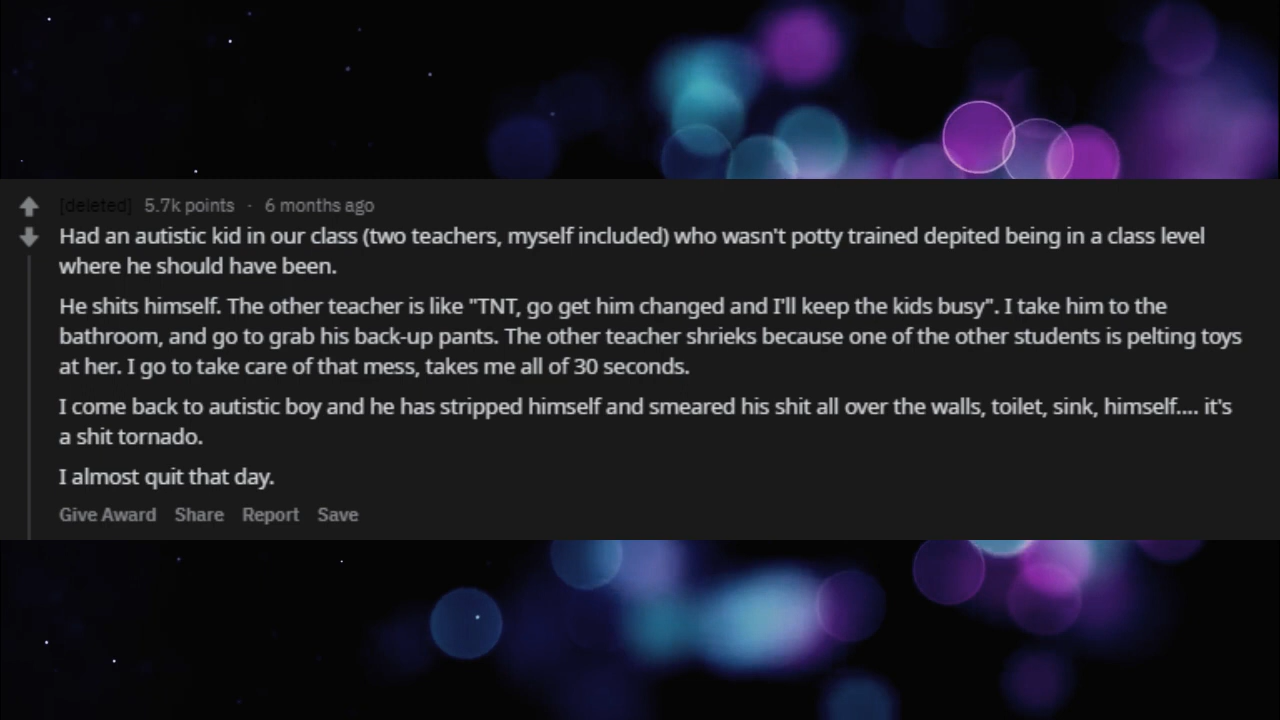 [deleted] 5.7k points · 6 months ago
Had an autistic kid in our class (two teachers, myself included) who wasn't potty trained depited being in a class level
where he should have been.
He shits himself. The other teacher is like "TNT, go get him changed and I'll keep the kids busy". I take him to the
bathroom, and go to grab his back-up pants. The other teacher shrieks because one of the other students is pelting toys
at her. I go to take care of that mess, takes me all of 30 seconds.
I come back to autistic boy and he has stripped himself and smeared his shit all over the walls, toilet, sink, himself.... it's
a shit tornado.
I almost quit that day.
Give Award Share Report Save